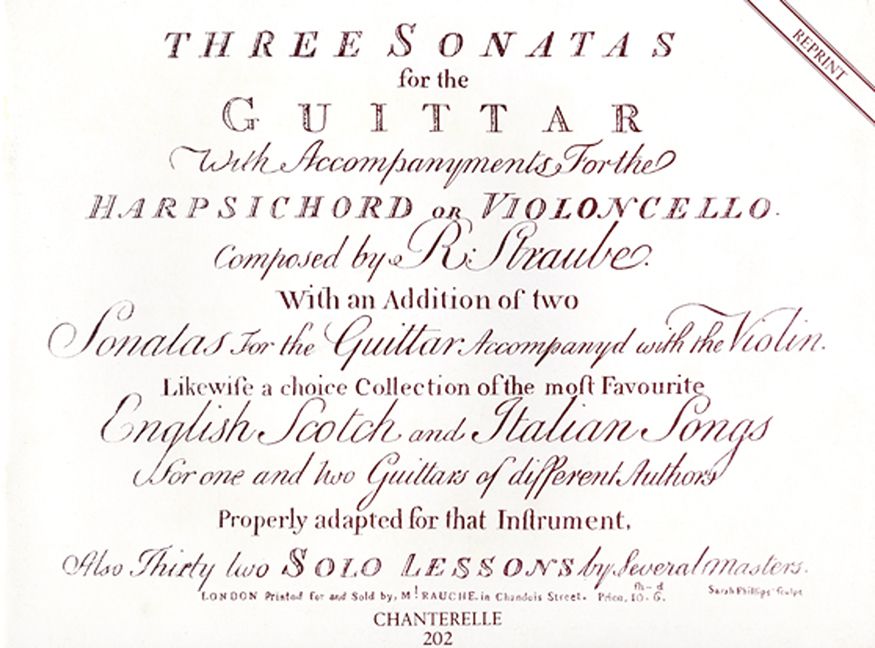 THREE SONATAS
for the
GUITTAR
With Accompanyments For the
HARPSICHORD OR VIOLONCELLO.
Composed by R: Straube.
With an Addition of two
Sonatas For the Guittar Accompanyd with the Violin.
Likewiſe a choice Collection of the moſt Favourite
English Scotch and Italian Songs
For one and two Guittars of different Authors
Properly adapted for that Inſtrument,
Also Thirty two SOLO LESSONS by Several masters.
LONDON Printed for and Sold by, Mr. RAUCHE. in Chandois Street. Price, 10ſh-6d.
Sarah Phillips Sculpt
CHANTERELLE
202
REPRINT